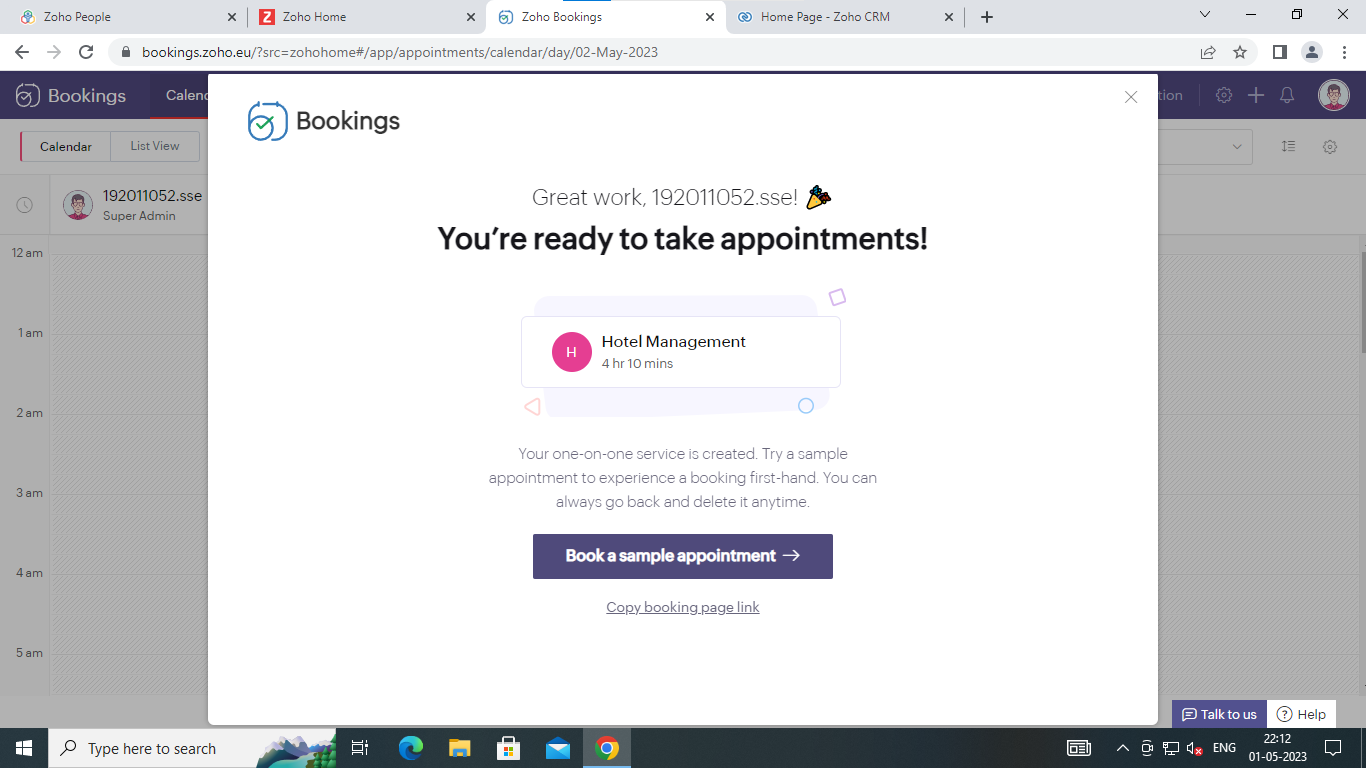 Zoho People
Zoho Home
Zoho Bookings
Home Page - Zoho CRM
bookings.zoho.eu/?src=zohohome#/app/appointments/calendar/day/02-May-2023
Bookings
Calend
tion
Bookings
Calendar
List View
192011052.sse
Super Admin
Great work, 192011052.sse!
You're ready to take appointments!
H
Hotel Management
4 hr 10 mins
Your one-on-one service is created. Try a sample
appointment to experience a booking first-hand. You can
always go back and delete it anytime.
Book a sample appointment →
Copy booking page link
12 am
1 am
2 am
3 am
4 am
5 am
Talk to us
Help
Type here to search
ENG
22:12
01-05-2023